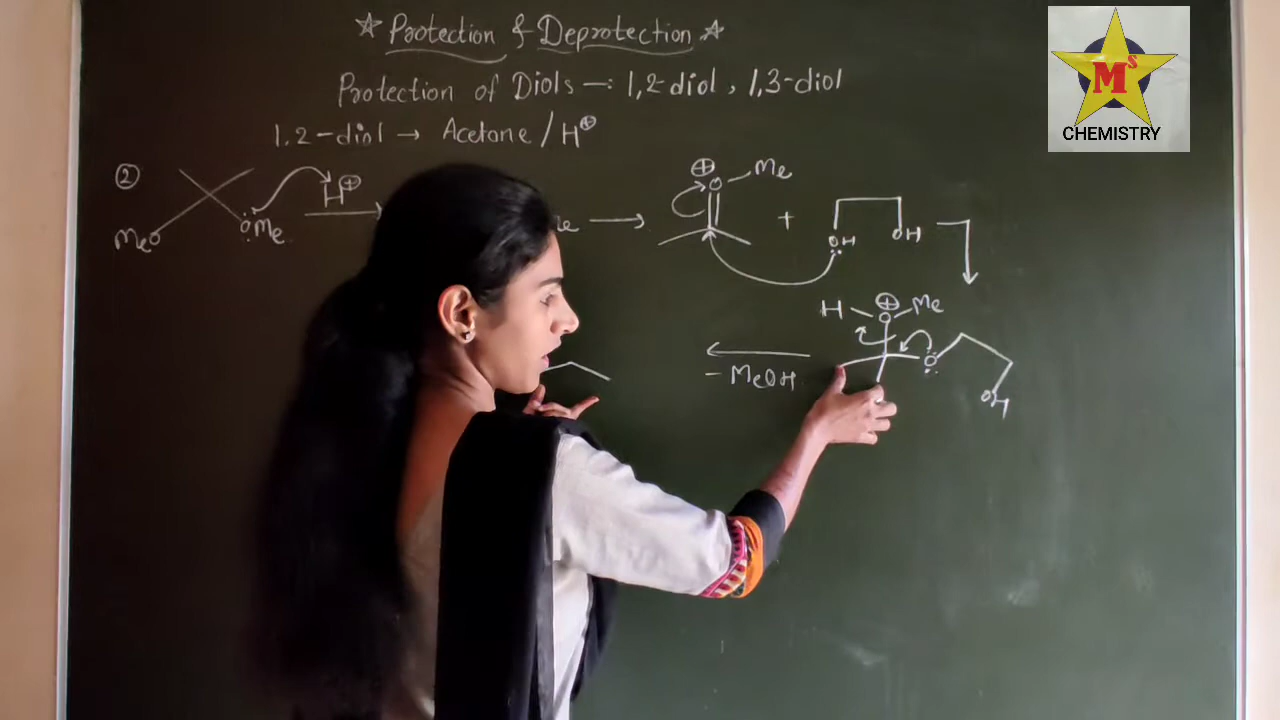 ☆ Protection & Deprotection ☆
Protection of Diols —: 1,2-diol , 1,3-diol
1,2-diol → Acetone / H⊕
②
MeO OMe H⊕ → Me → ⊕ O Me + OH OH
H ⊕ O Me O OH
← - MeOH
Mˢ
CHEMISTRY